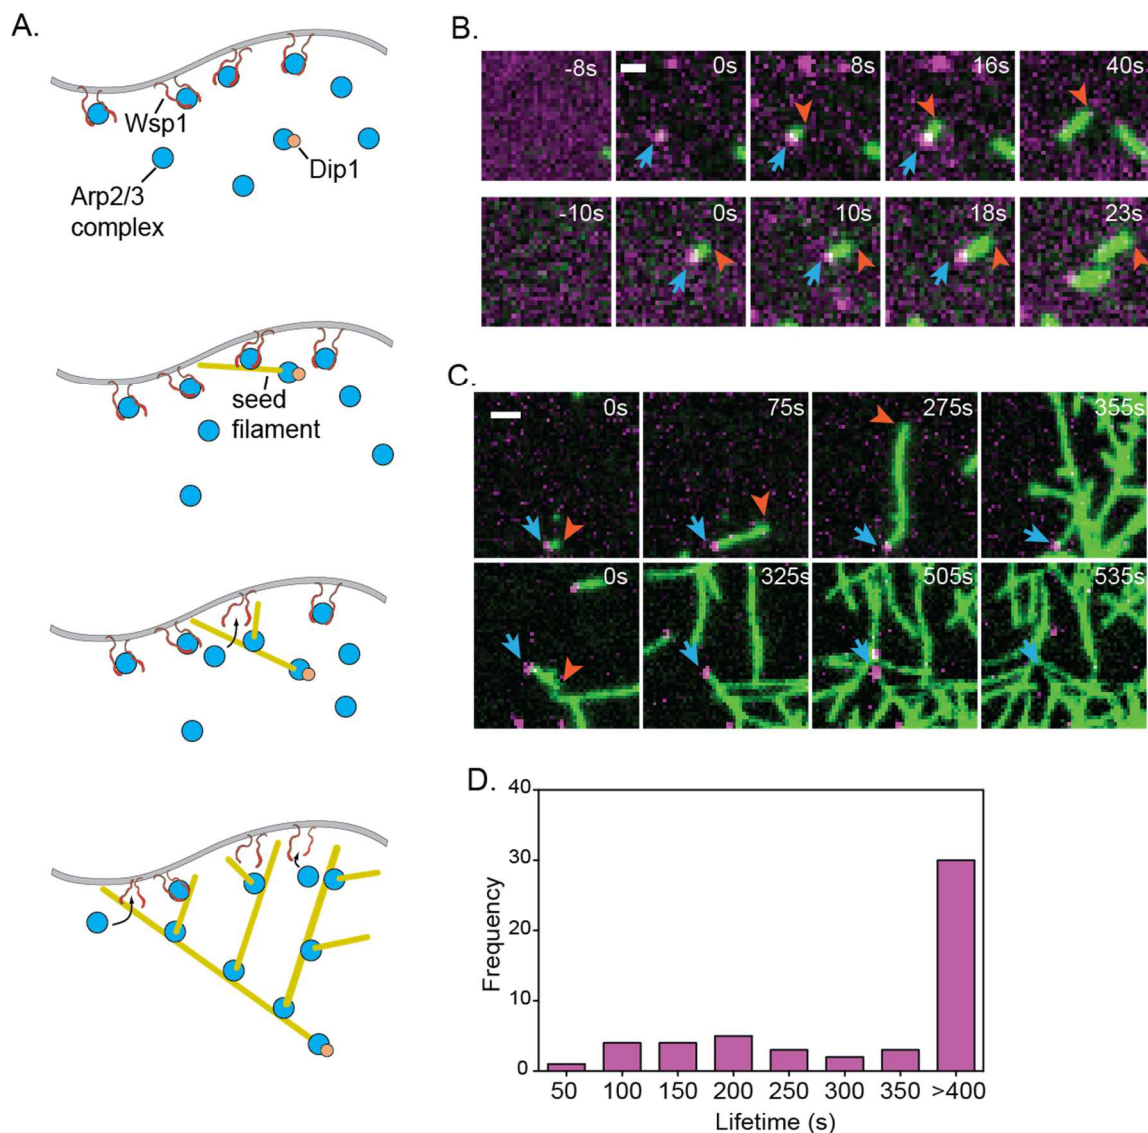 A.
Wsp1
Dip1
Arp2/3
complex
seed
filament
B.
-8s
0s
8s
16s
40s
-10s
0s
10s
18s
23s
C.
0s
75s
275s
355s
0s
325s
505s
535s
D.
40
30
20
10
0
Frequency
50
100
150
200
250
300
350
>400
Lifetime (s)